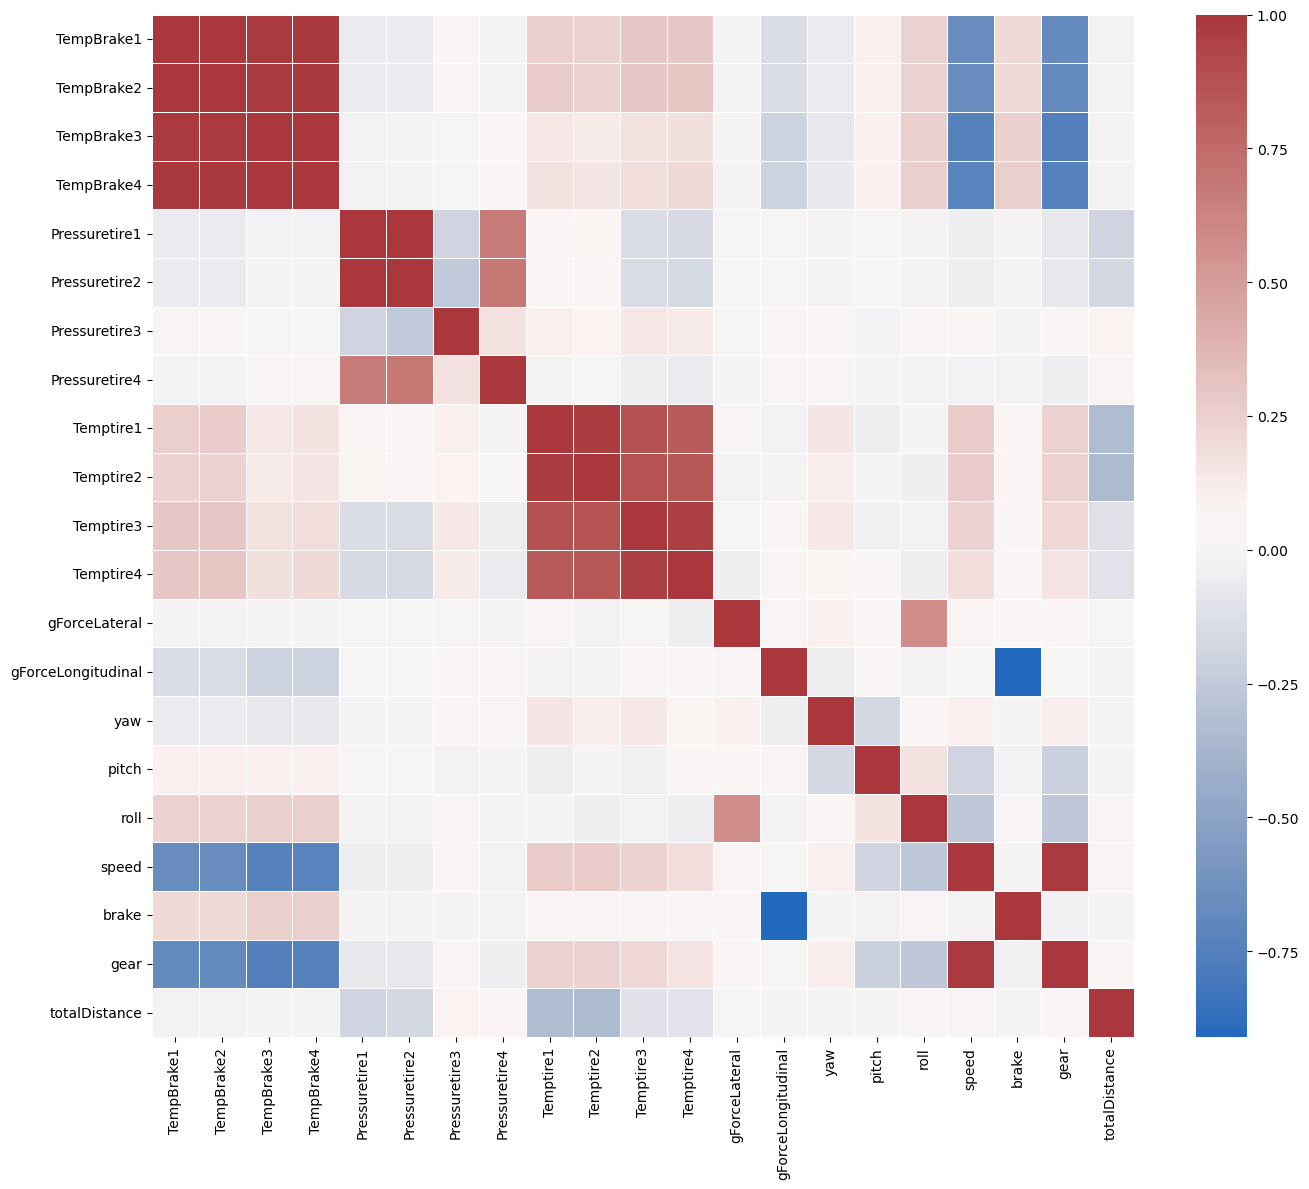 TempBrake1
TempBrake2
TempBrake3
TempBrake4
Pressuretire1
Pressuretire2
Pressuretire3
Pressuretire4
Temptire1
Temptire2
Temptire3
Temptire4
gForceLateral
gForceLongitudinal
yaw
pitch
roll
speed
brake
gear
totalDistance
TempBrake1
TempBrake2
TempBrake3
TempBrake4
Pressuretire1
Pressuretire2
Pressuretire3
Pressuretire4
Temptire1
Temptire2
Temptire3
Temptire4
gForceLateral
gForceLongitudinal
yaw
pitch
roll
speed
brake
gear
totalDistance
1.00
0.75
0.50
0.25
0.00
−0.25
−0.50
−0.75